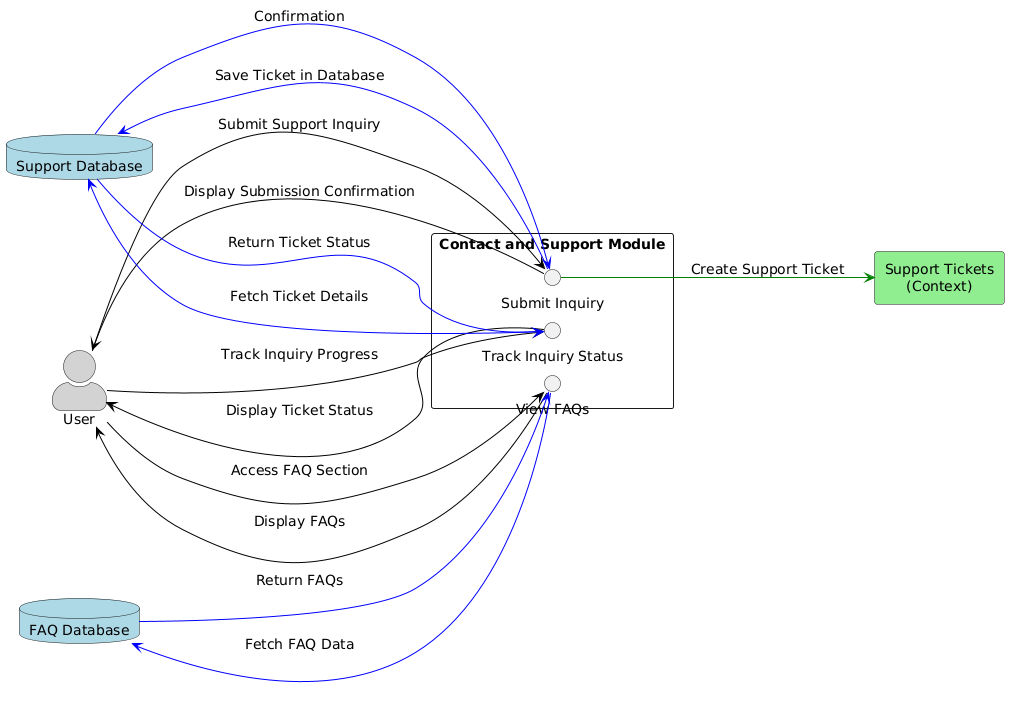 Confirmation
Save Ticket in Database
Submit Support Inquiry
Support Database
Display Submission Confirmation
Return Ticket Status
Contact and Support Module
Create Support Ticket
Support Tickets
(Context)
Fetch Ticket Details
Submit Inquiry
Track Inquiry Progress
Track Inquiry Status
Display Ticket Status
View FAQs
User
Access FAQ Section
Display FAQs
Return FAQs
FAQ Database
Fetch FAQ Data